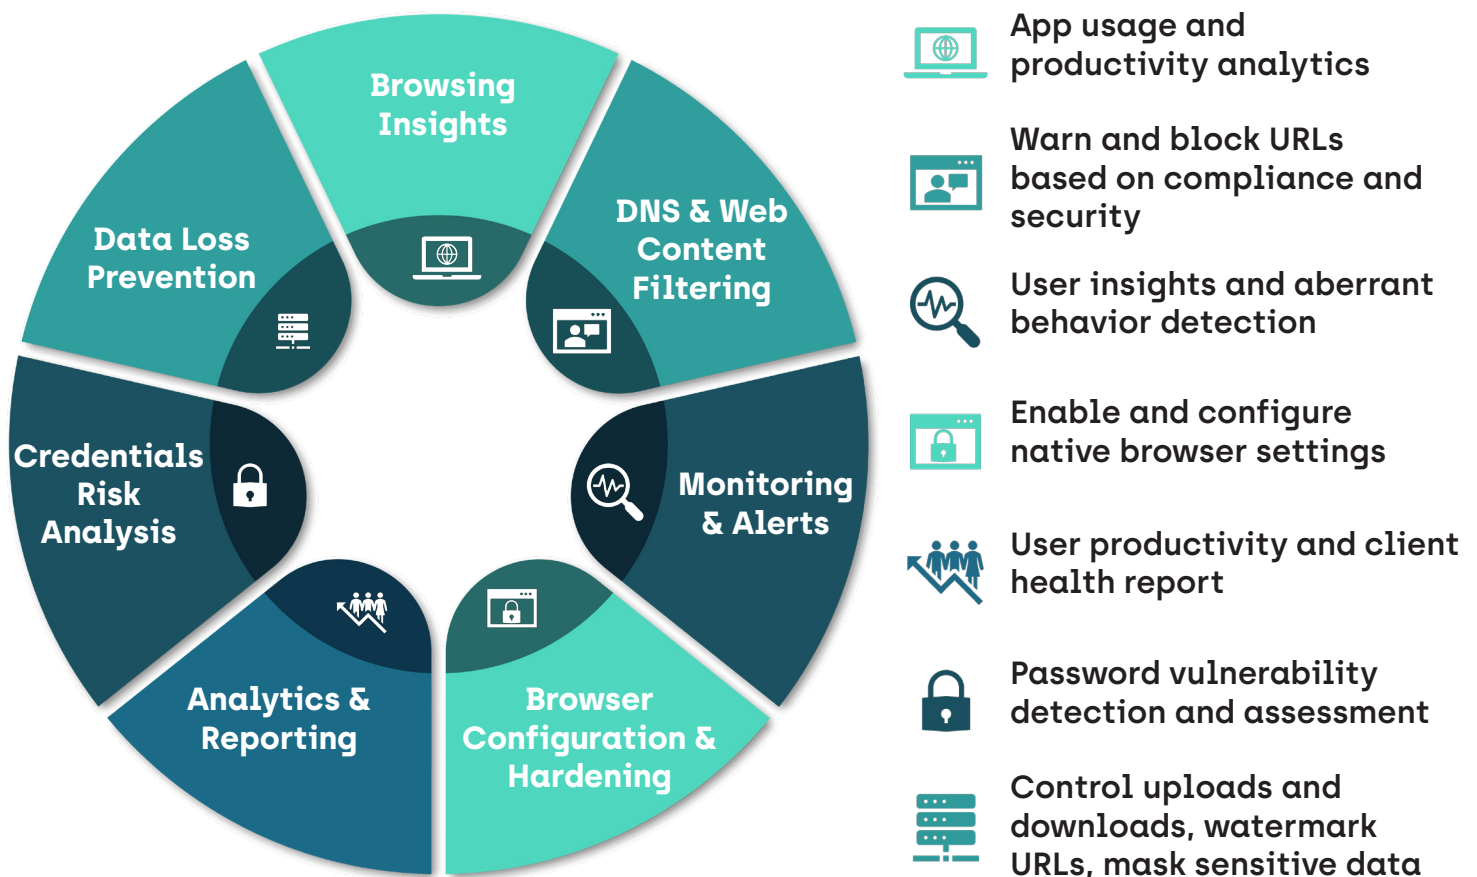 Browsing
Insights
DNS & Web
Content
Filtering
Monitoring
& Alerts
Browser
Configuration &
Hardening
Analytics &
Reporting
Credentials
Risk
Analysis
Data Loss
Prevention
App usage and
productivity analytics
Warn and block URLs
based on compliance and
security
User insights and aberrant
behavior detection
Enable and configure
native browser settings
User productivity and client
health report
Password vulnerability
detection and assessment
Control uploads and
downloads, watermark
URLs, mask sensitive data